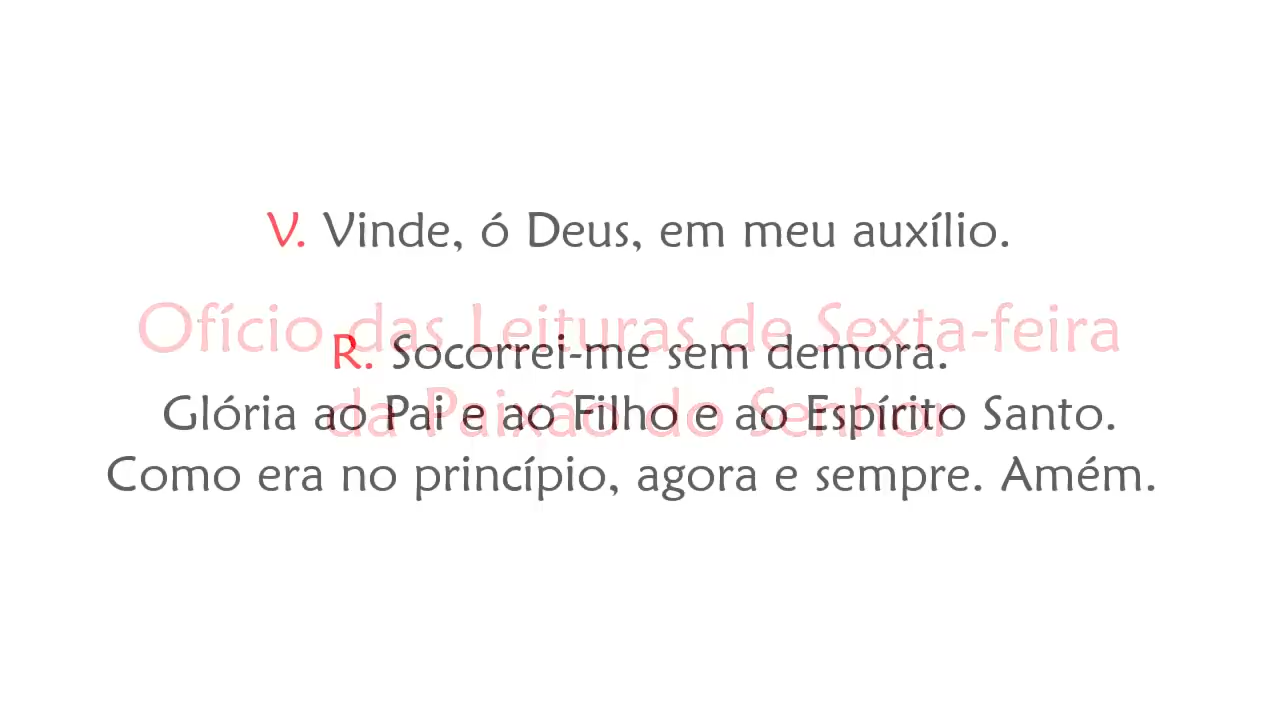 V. Vinde, ó Deus, em meu auxílio.
Ofício das Leituras de Sexta-feira
R. Socorrei-me sem demora.
da Paixão do Senhor
Glória ao Pai e ao Filho e ao Espírito Santo.
Como era no princípio, agora e sempre. Amém.